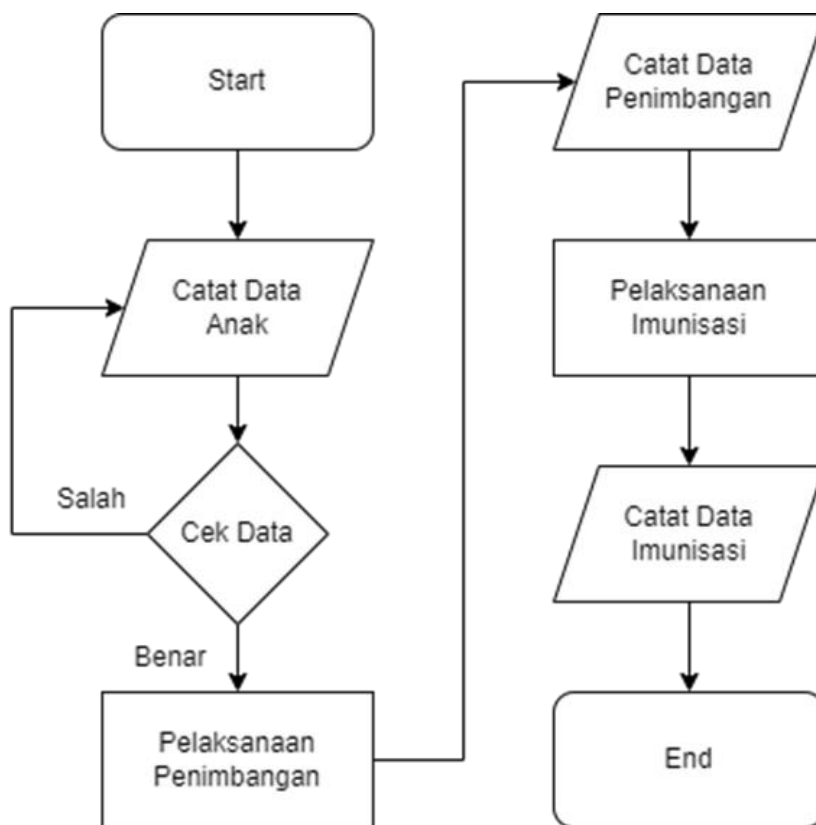 Start
Catat Data
Anak
Salah
Cek Data
Benar
Pelaksanaan
Penimbangan
Catat Data
Penimbangan
Pelaksanaan
Imunisasi
Catat Data
Imunisasi
End